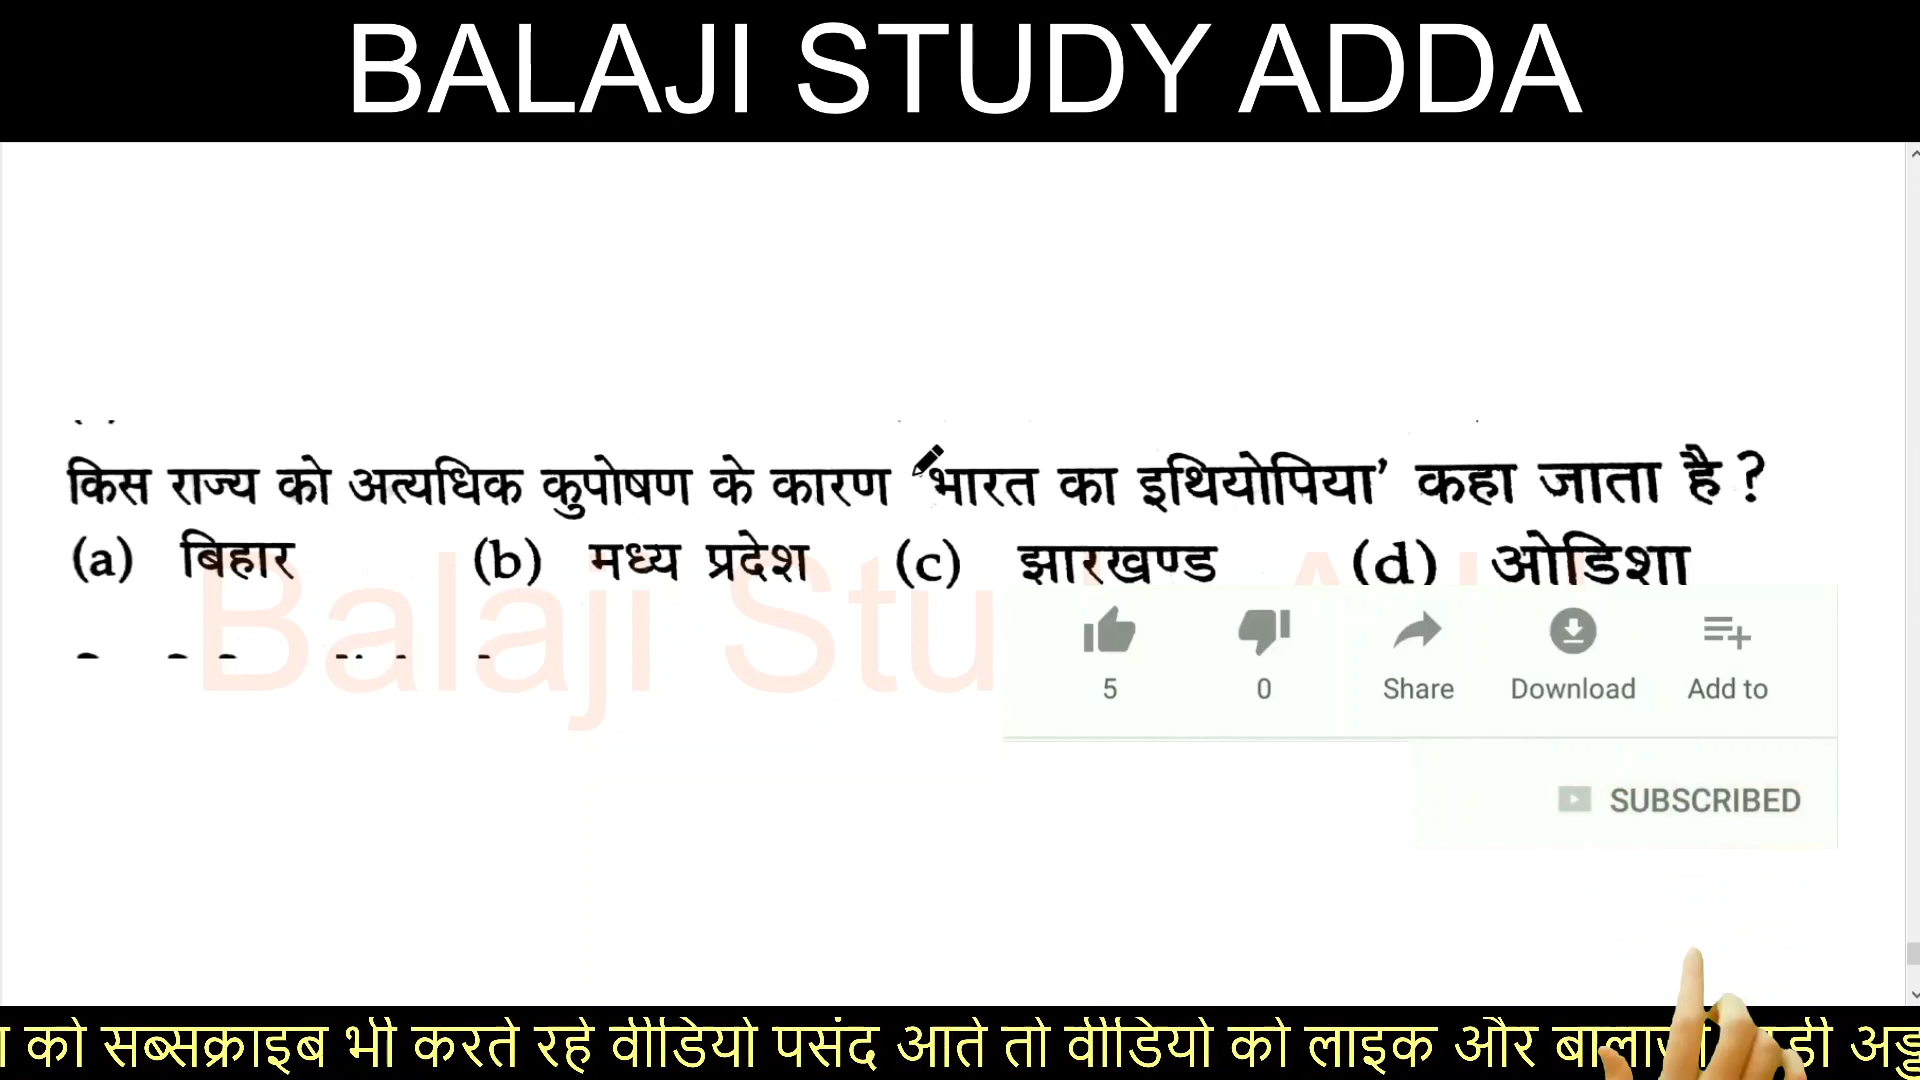 BALAJI STUDY ADDA
किस राज्य को अत्यधिक कुपोषण के कारण 'भारत का इथियोपिया' कहा जाता है ?
(a) बिहार (b) मध्य प्रदेश (c) झारखण्ड (d) ओडिशा
Balaji Stu
5 0 Share Download Add to
SUBSCRIBED
को सब्सक्राइब भी करते रहे वीडियो पसंद आते तो वीडियो को लाइक और